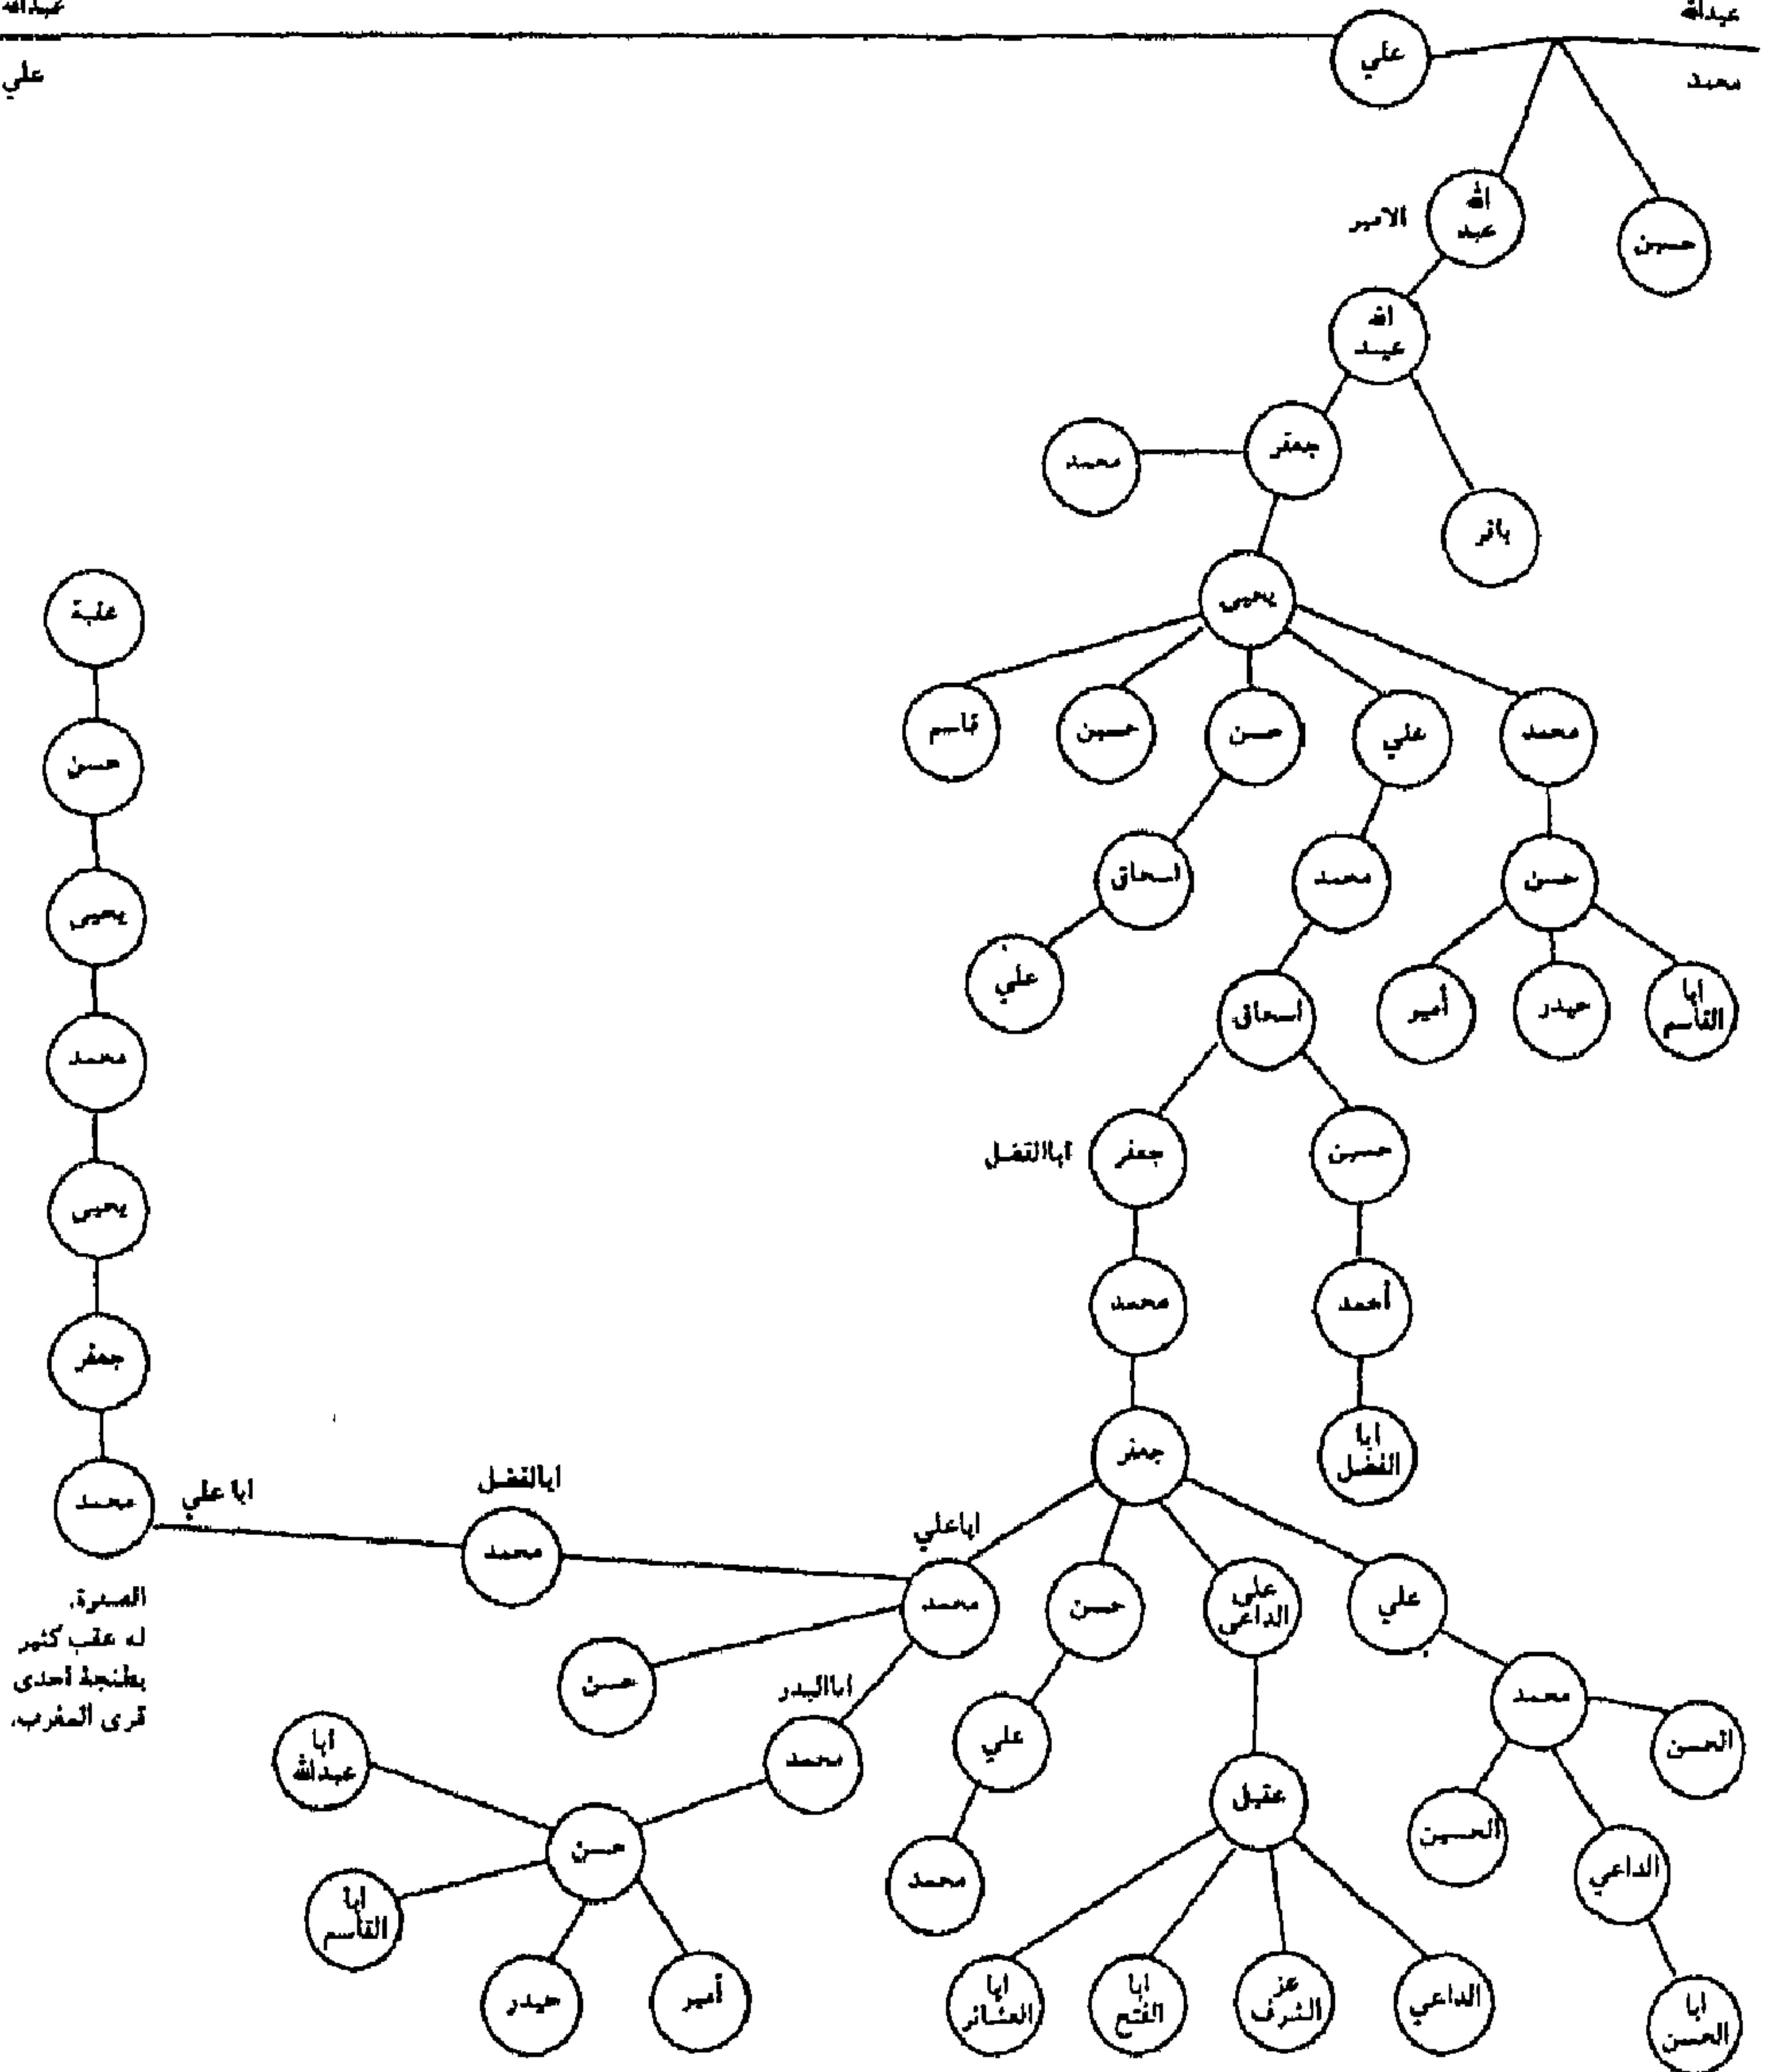 عبدالله
عبدالله
علي
محمد
علي
الامير
عبد الله
حسين
عبيد الله
جعفر
محمد
باقر
يحيى
محمد
علي
حسن
حسين
قاسم
حسن
محمد
اسحاق
علي
ابا القاسم
حيدر
أمير
اسحاق
حسين
جعفر
اباالفضل
أحمد
محمد
ابا الفضل
جعفر
علي
علي الداعي
حسن
محمد
اباعلي
محمد
ابالفضل
حسن
محمد
اباالبدر
محمد
الحسن
الحسين
الداعي
ابا الحسن
عقيل
الداعي
عز الشرف
ابا الفتح
ابا العشائر
علي
محمد
حسن
ابا عبدالله
ابا القاسم
حيدر
أمير
حسن
يحيى
محمد
يحيى
جعفر
محمد
ابا علي
له عقب كثير
بطنجة احدى
قرى المغرب.